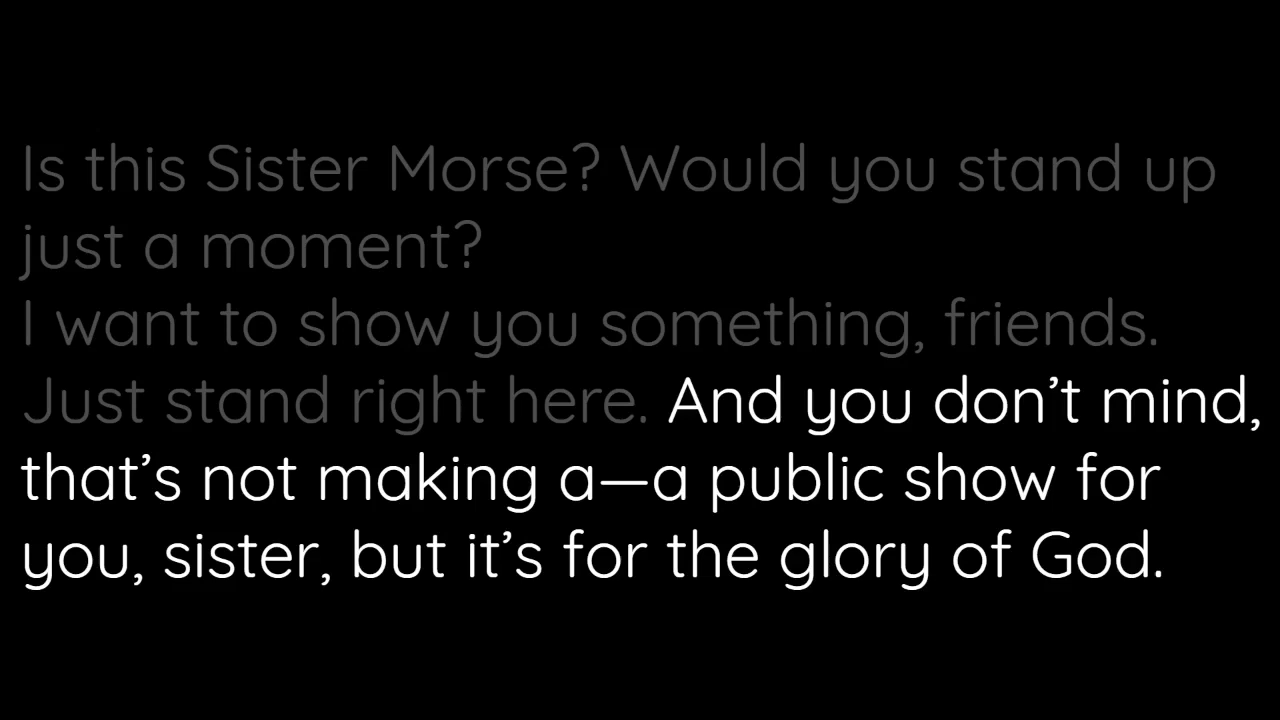 Is this Sister Morse? Would you stand up
just a moment?
I want to show you something, friends.
Just stand right here. And you don’t mind,
that’s not making a—a public show for
you, sister, but it’s for the glory of God.